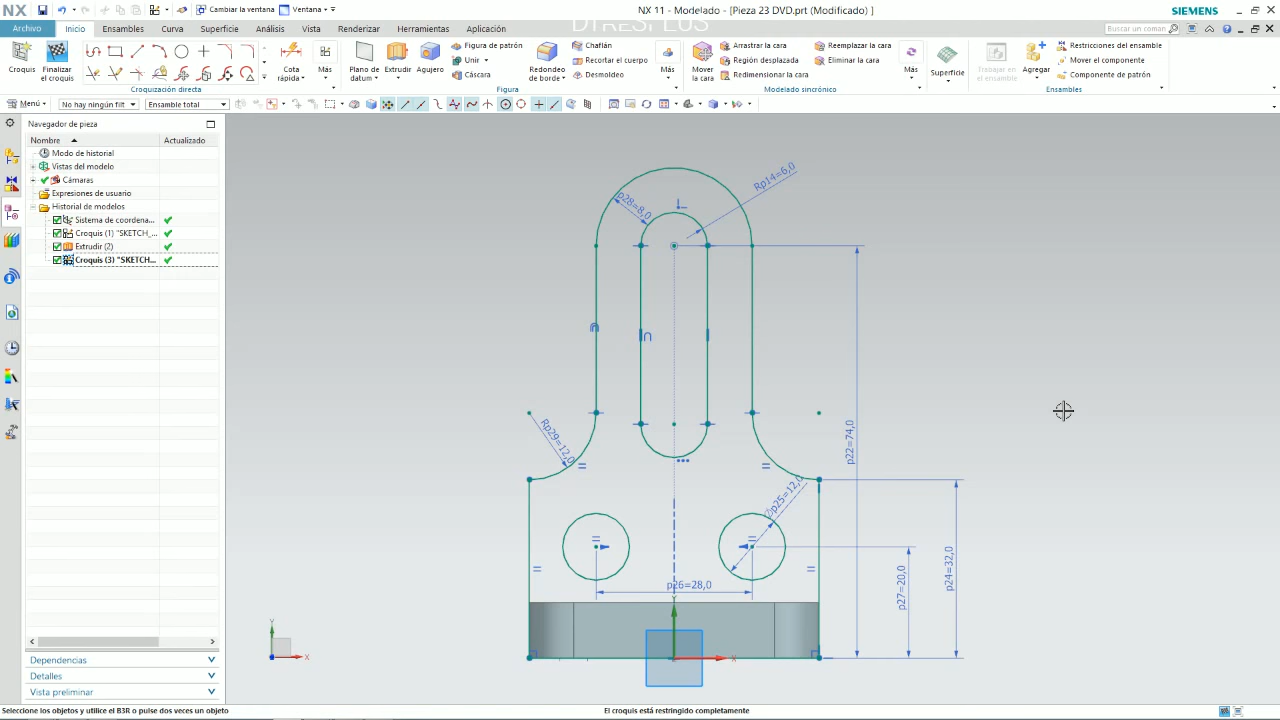 NX
Cambiar la ventana
Ventana
NX 11 - Modelado - [Pieza 23 DVD.prt (Modificado) ]
SIEMENS
DTRESPLUS
Archivo
Inicio
Ensambles
Curva
Superficie
Análisis
Vista
Renderizar
Herramientas
Aplicación
Buscar un coman
Croquis
Finalizar el croquis
Cotar rápida
Más
Croquización directa
Plano de datum
Extrudir
Agujero
Figura de patrón
Unir
Cáscara
Redondeo de borde
Chaflán
Recortar el cuerpo
Desmoldeo
Más
Figura
Mover la cara
Arrastrar la cara
Región desplazada
Redimensionar la cara
Reemplazar la cara
Eliminar la cara
Más
Modelado sincrónico
Superficie
Trabajar en el ensamble
Agregar
Restricciones del ensamble
Mover el componente
Componente de patrón
Ensambles
Menú
No hay ningún filt
Ensamble total
Navegador de pieza
Nombre
Actualizado
Modo de historial
Vistas del modelo
Cámaras
Expresiones de usuario
Historial de modelos
Sistema de coordena...
Croquis (1) "SKETCH_...
Extrudir (2)
Croquis (3) "SKETCH...
Dependencias
Detalles
Vista preliminar
Rp14=6,0
p28=8,0
Rp29=12,0
p22=74,0
p25=12,0
p24=32,0
p27=20,0
p26=28,0
Y
X
Y
X
Seleccione los objetos y utilice el B3R o pulse dos veces un objeto
El croquis está restringido completamente